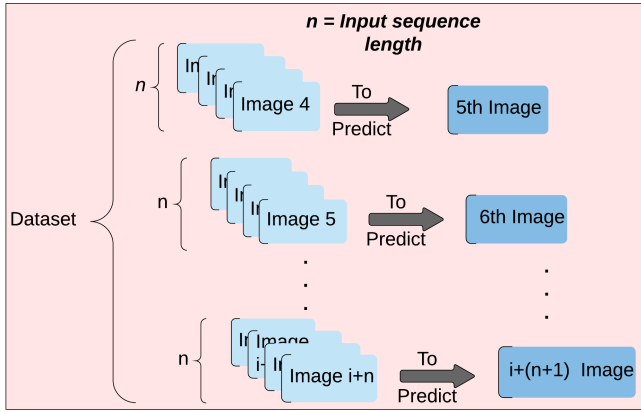 n = Input sequence
length
n
Image 4
To
Predict
5th Image
Dataset
n
Image 5
To
Predict
6th Image
n
Image
Image i+n
To
Predict
i+(n+1) Image